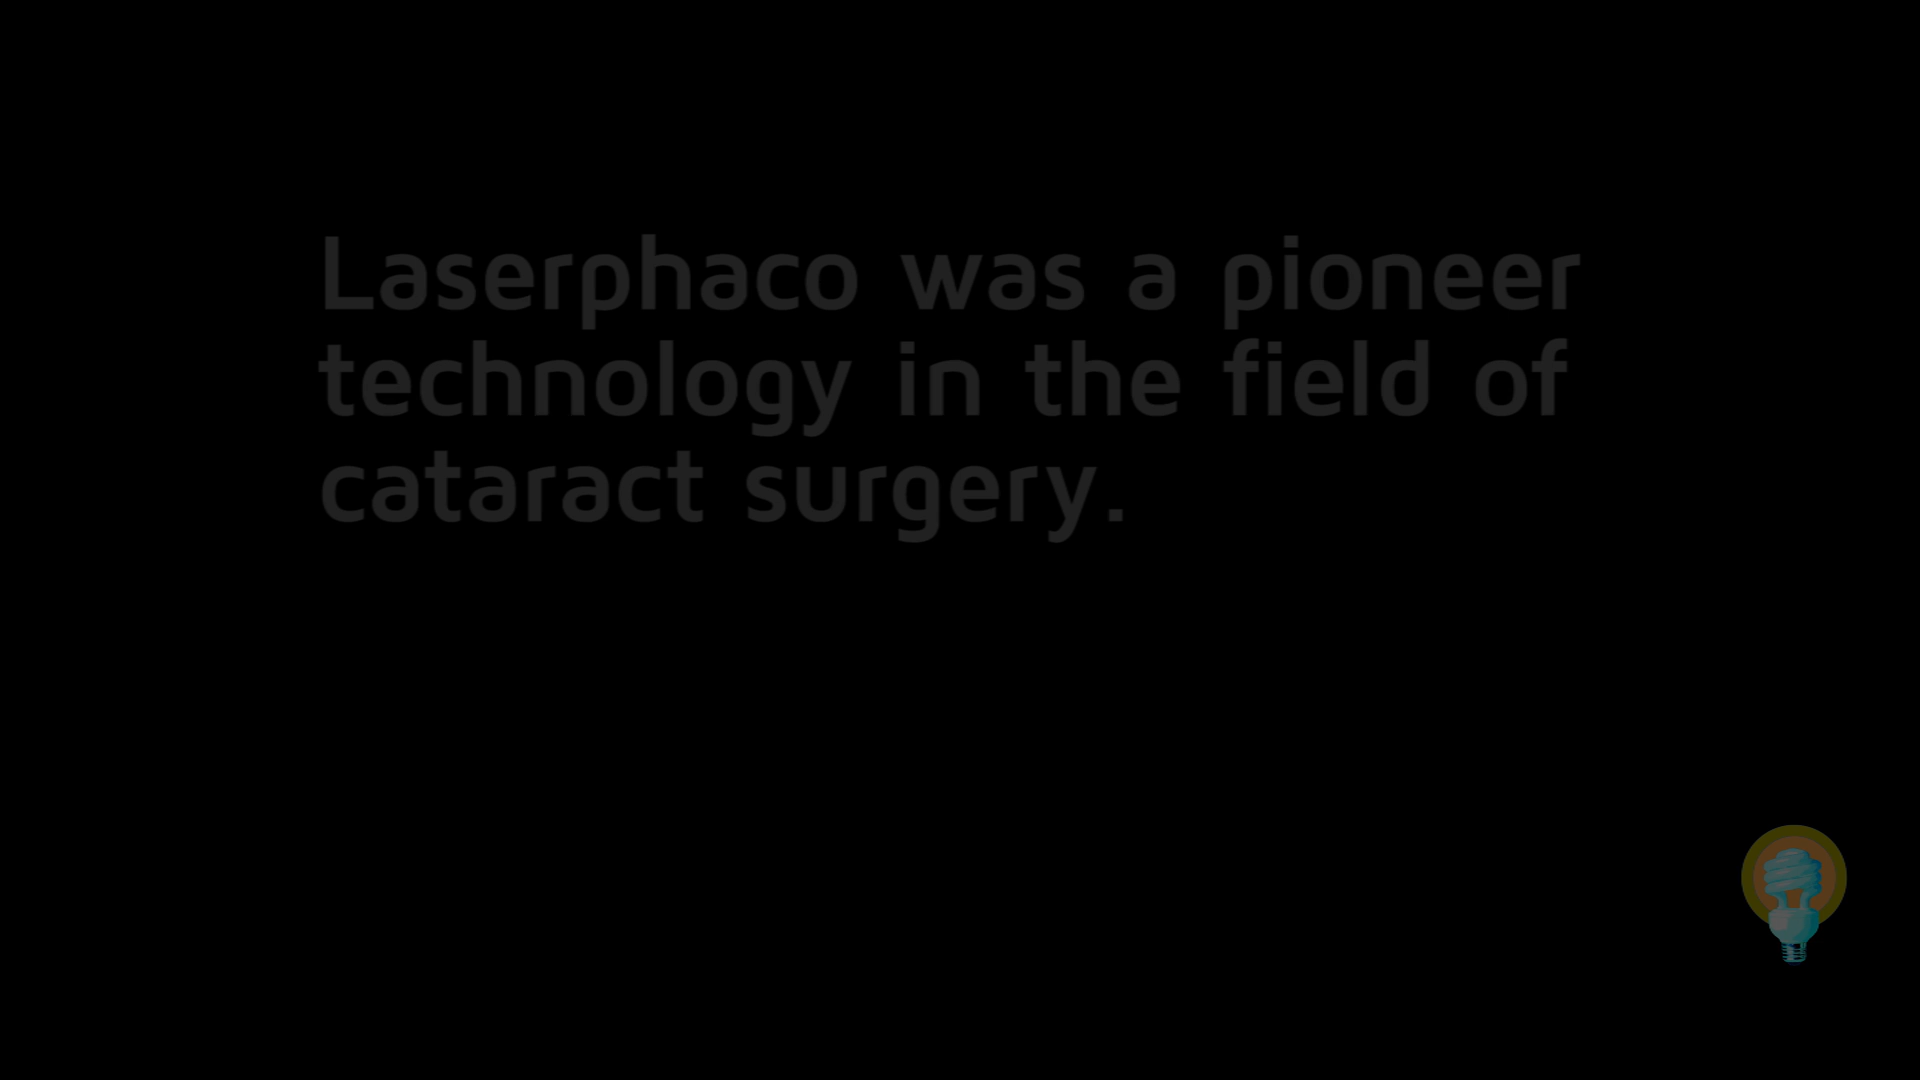 Laserphaco was a pioneer
technology in the field of
cataract surgery.